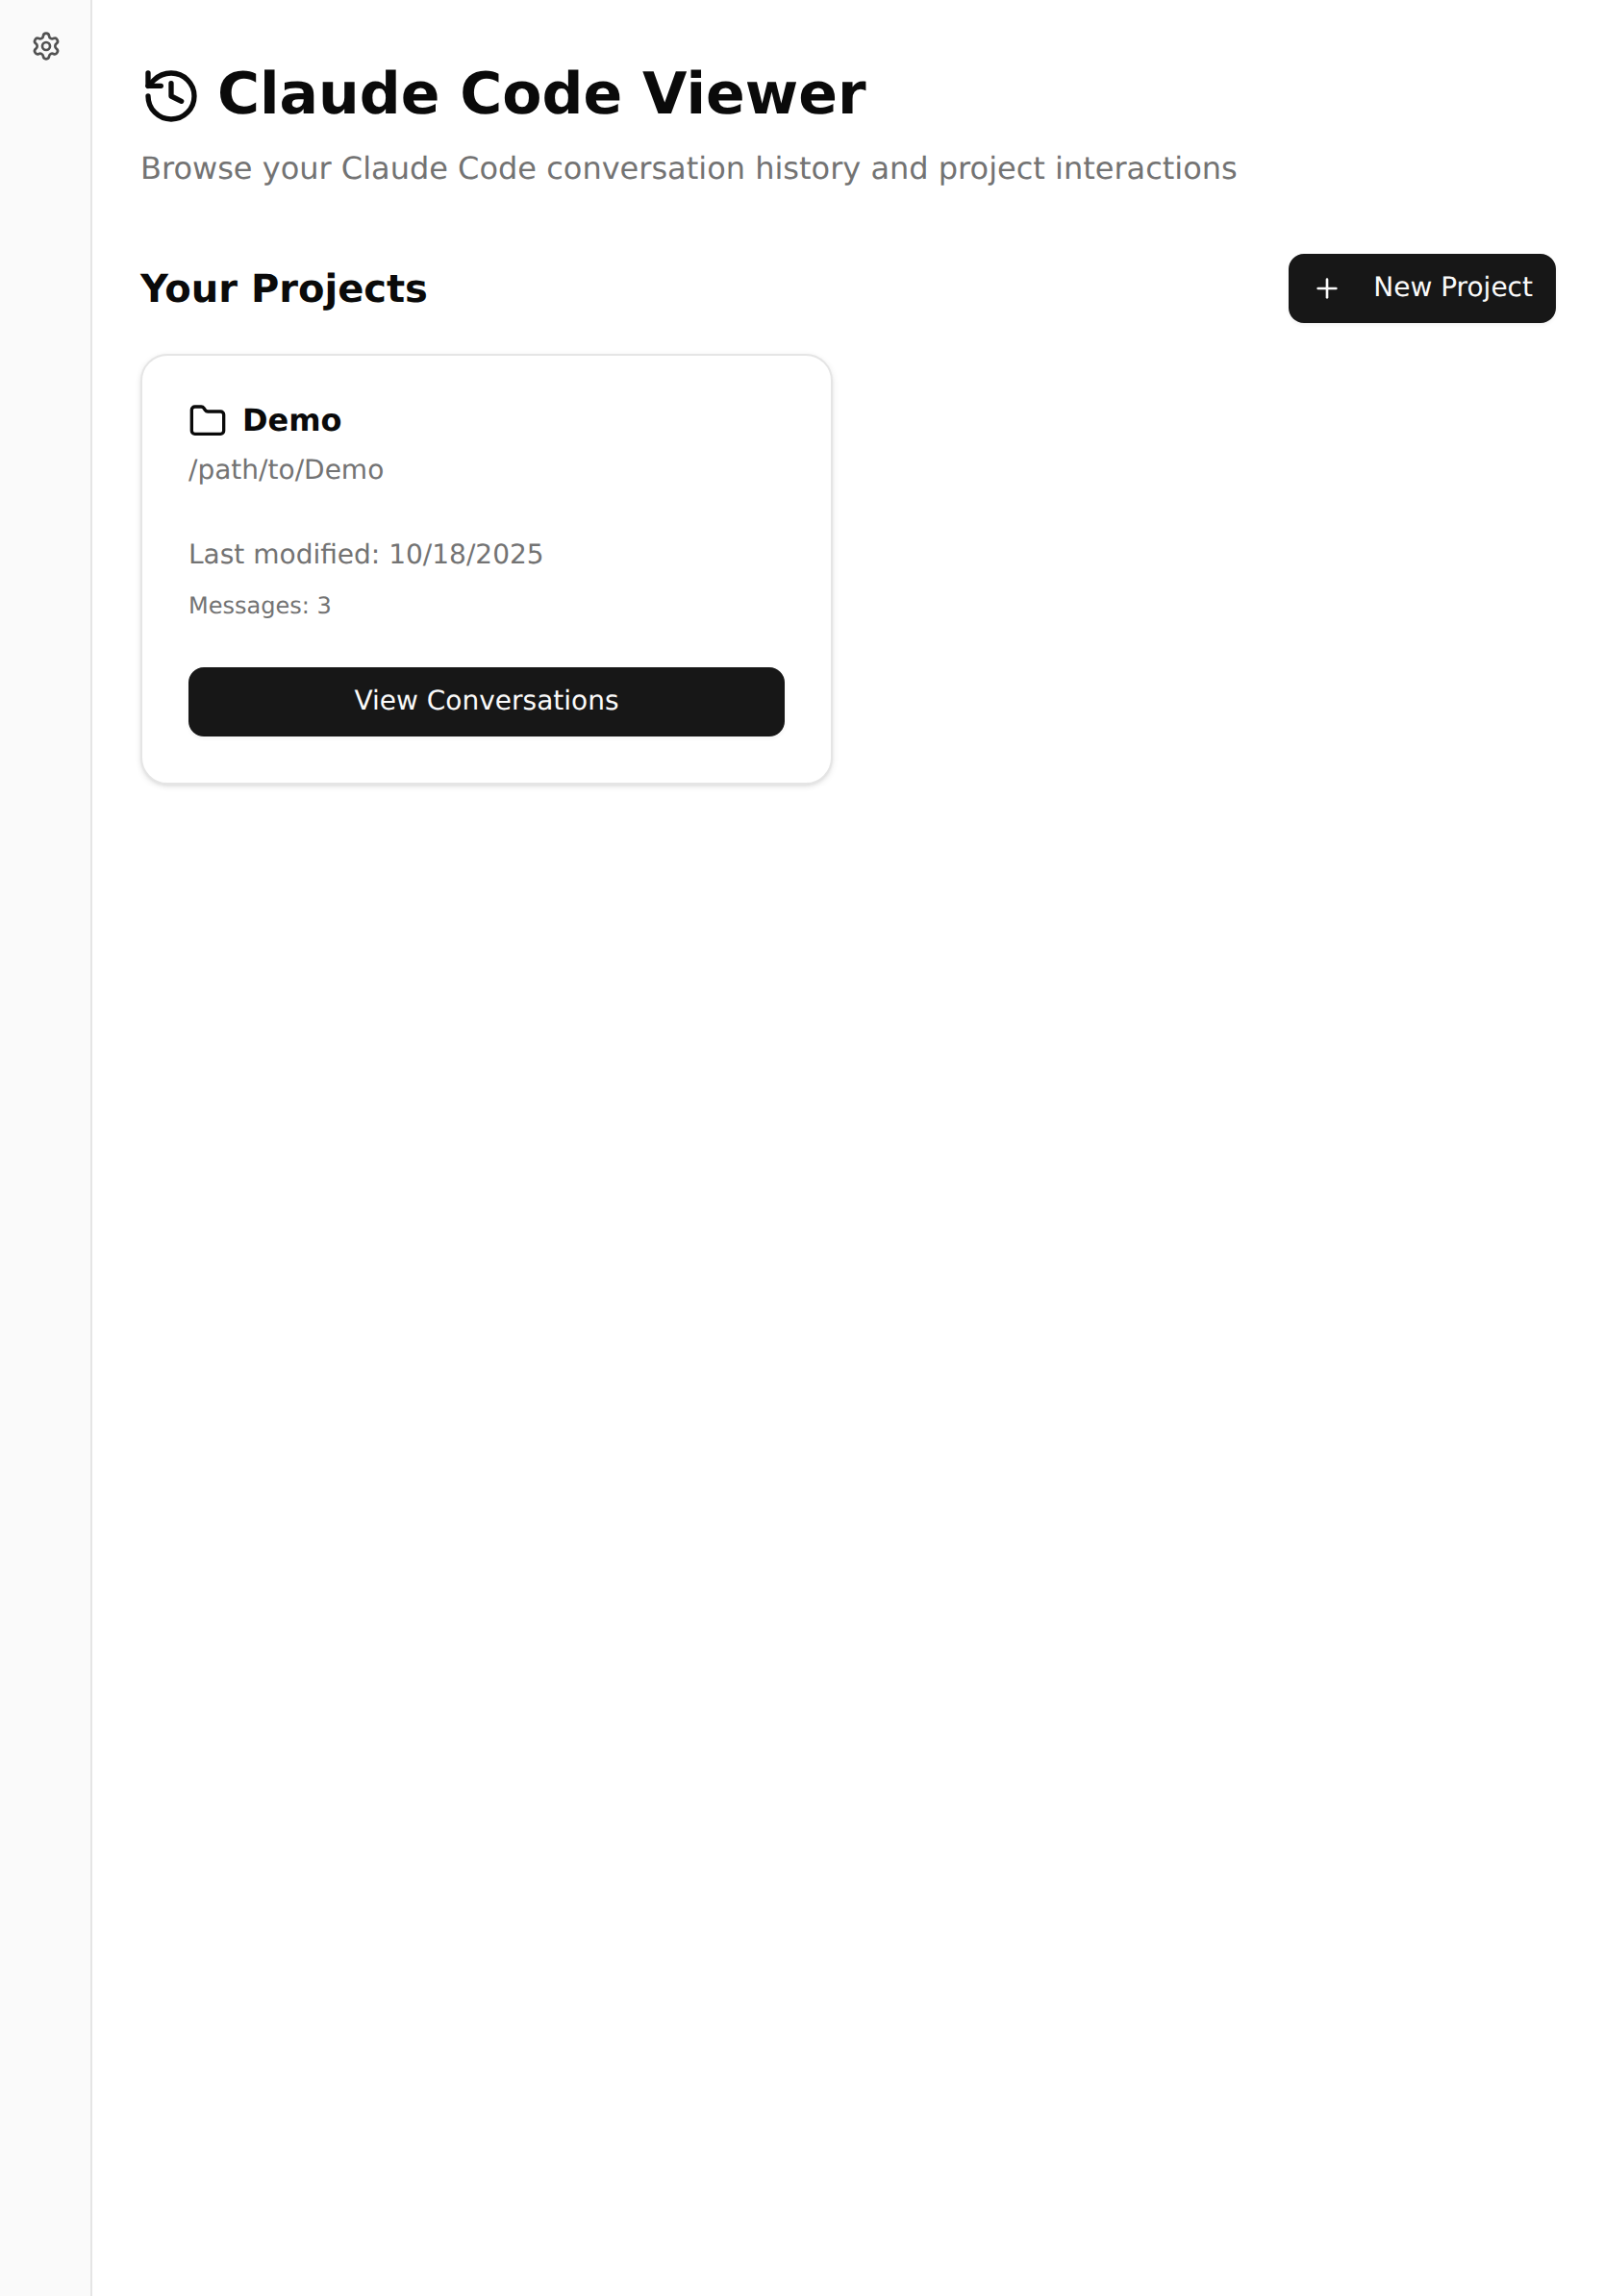 Claude Code Viewer
Browse your Claude Code conversation history and project interactions
Your Projects
New Project
Demo
/path/to/Demo
Last modified: 10/18/2025
Messages: 3
View Conversations